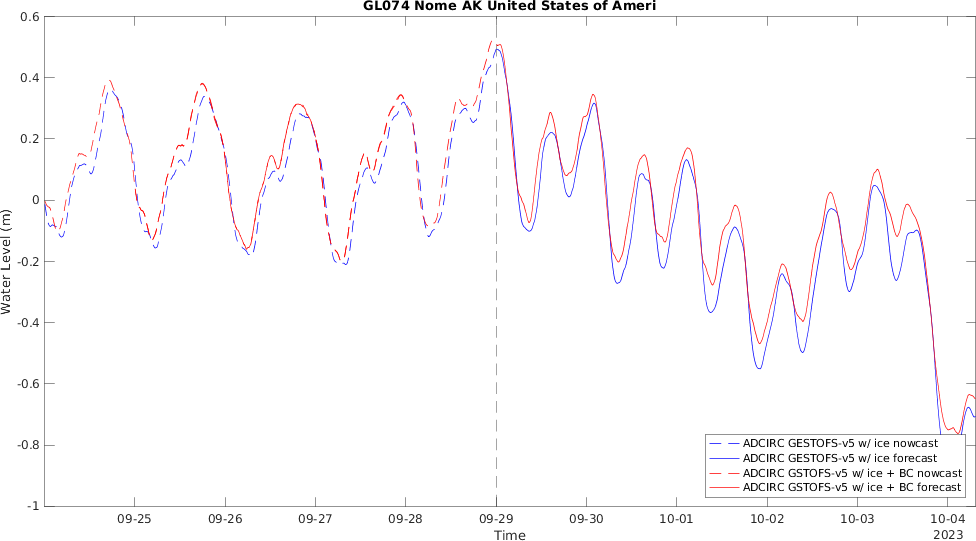 GL074 Nome AK United States of Ameri
0.6
0.4
0.2
0
-0.2
-0.4
-0.6
-0.8
-1
Water Level (m)
ADCIRC GESTOFS-v5 w/ ice nowcast
ADCIRC GESTOFS-v5 w/ ice forecast
ADCIRC GSTOFS-v5 w/ ice + BC nowcast
ADCIRC GSTOFS-v5 w/ ice + BC forecast
09-25 09-26 09-27 09-28 09-29 09-30 10-01 10-02 10-03 10-04
2023
Time